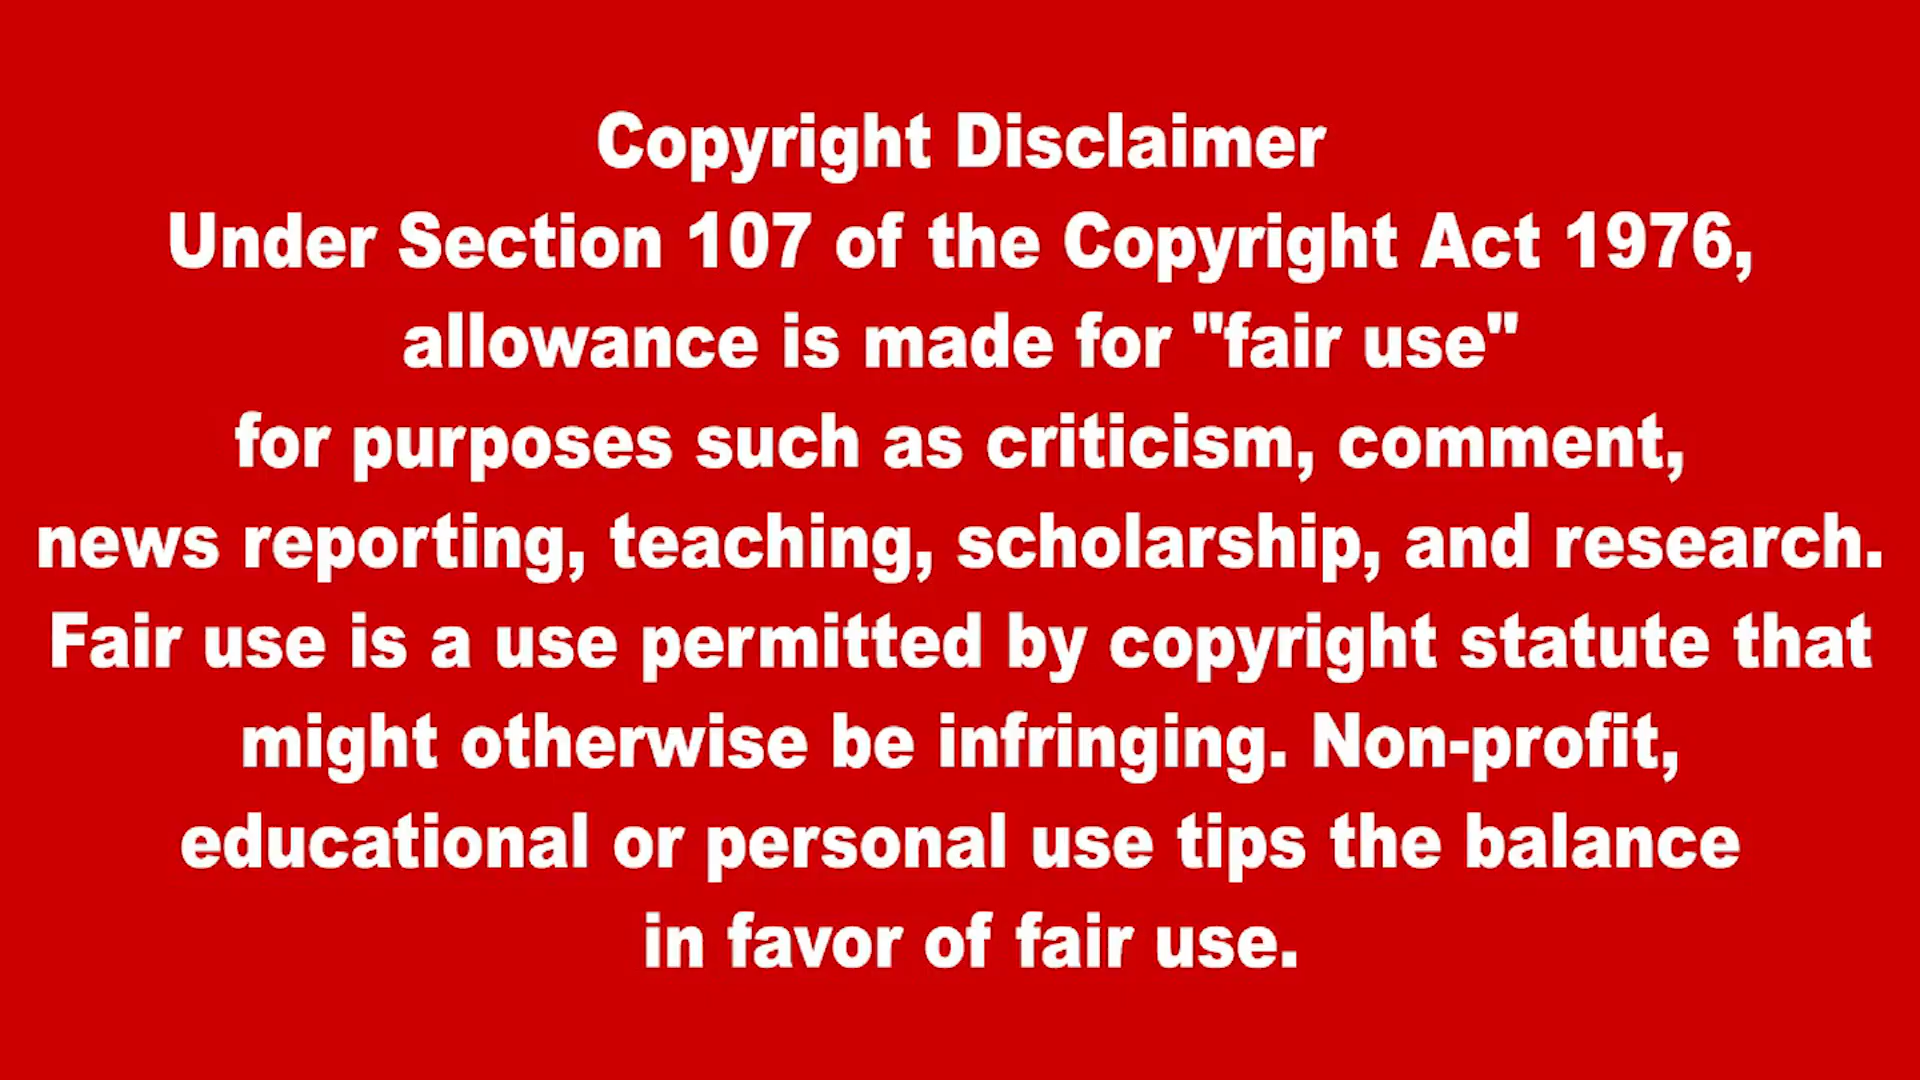 Copyright Disclaimer
Under Section 107 of the Copyright Act 1976,
allowance is made for "fair use"
for purposes such as criticism, comment,
news reporting, teaching, scholarship, and research.
Fair use is a use permitted by copyright statute that
might otherwise be infringing. Non-profit,
educational or personal use tips the balance
in favor of fair use.